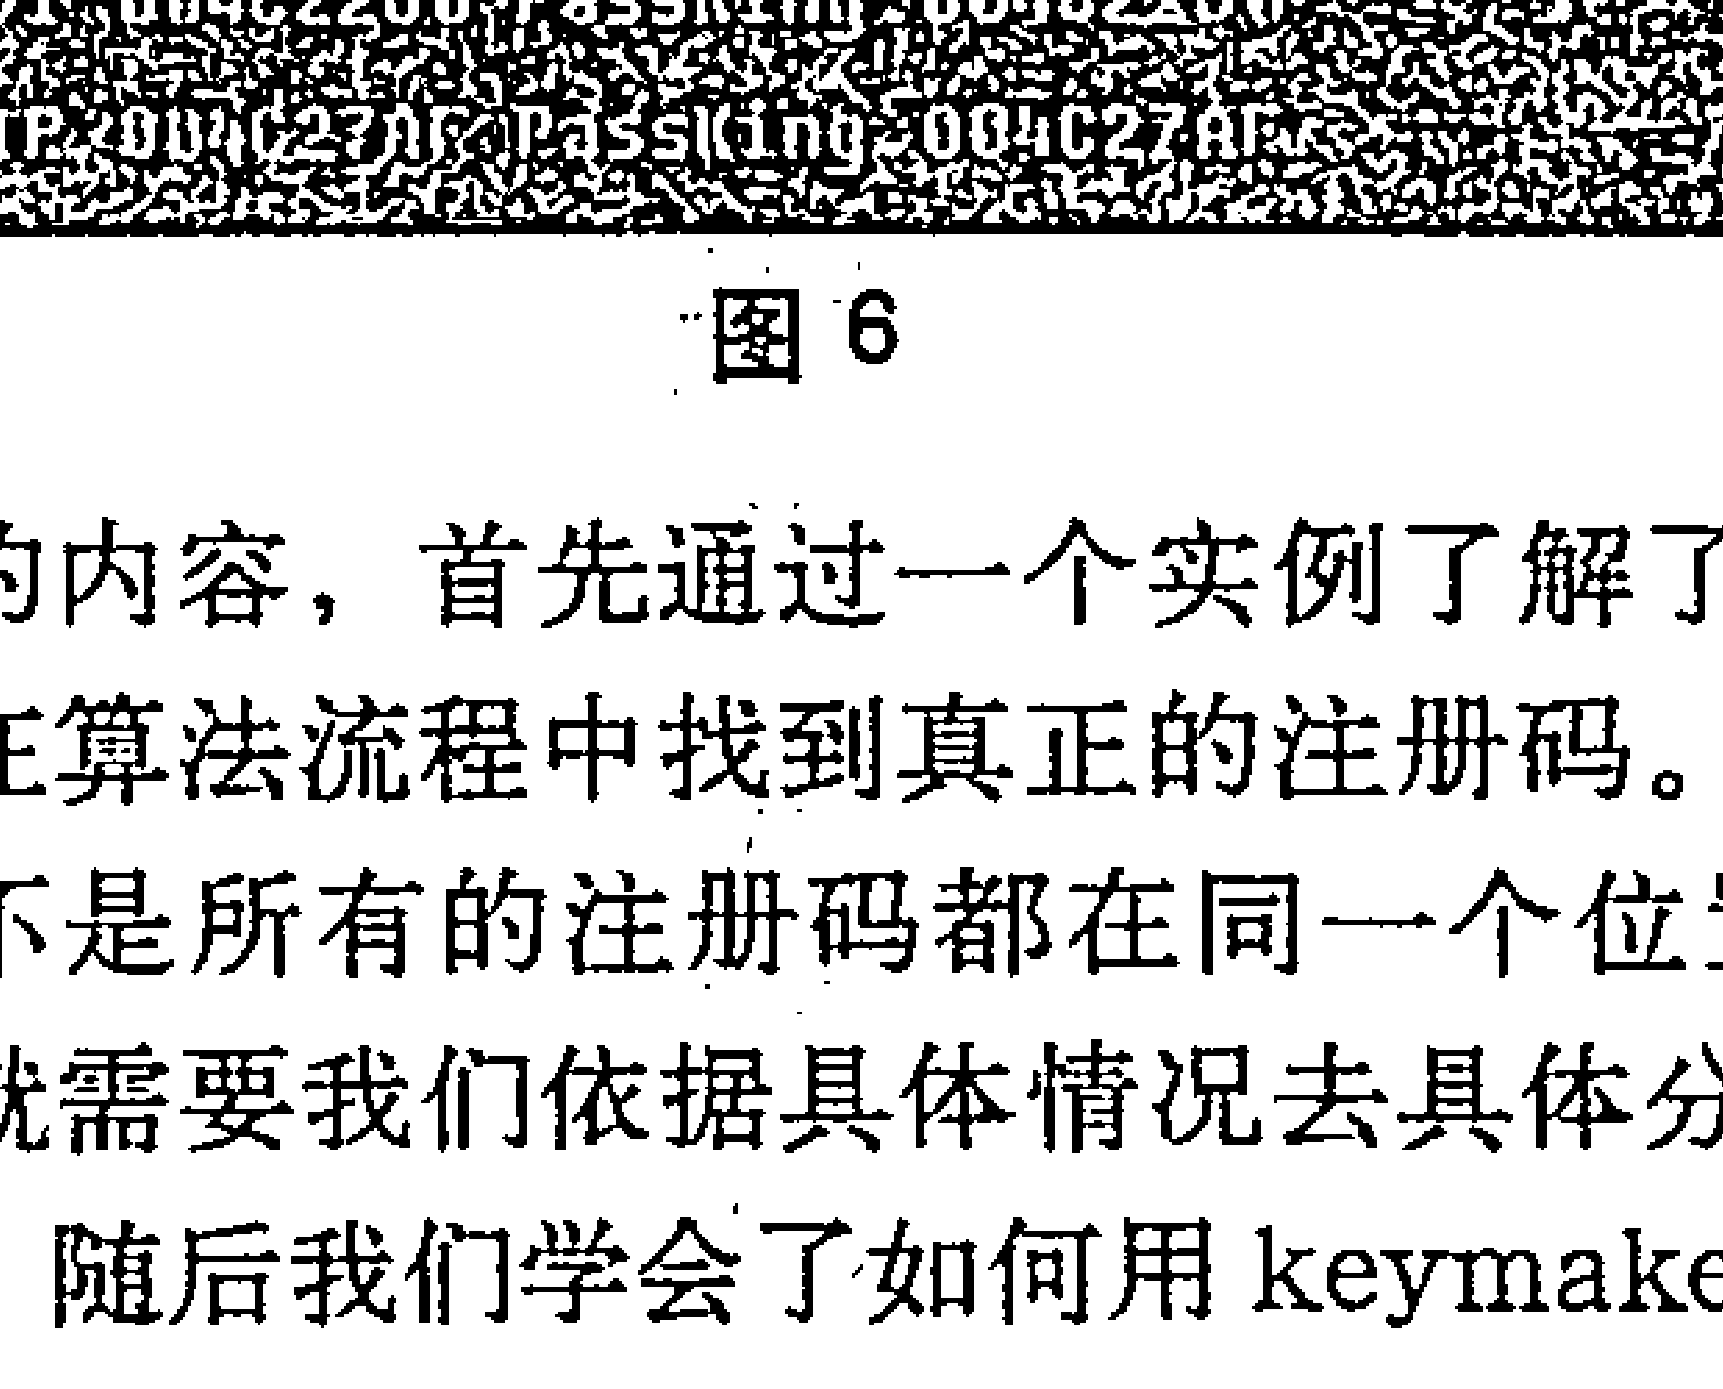 图 6
的内容，首先通过一个实例了解了
在算法流程中找到真正的注册码。
不是所有的注册码都在同一个位置
就需要我们依据具体情况去具体分
随后我们学会了如何用 keymake